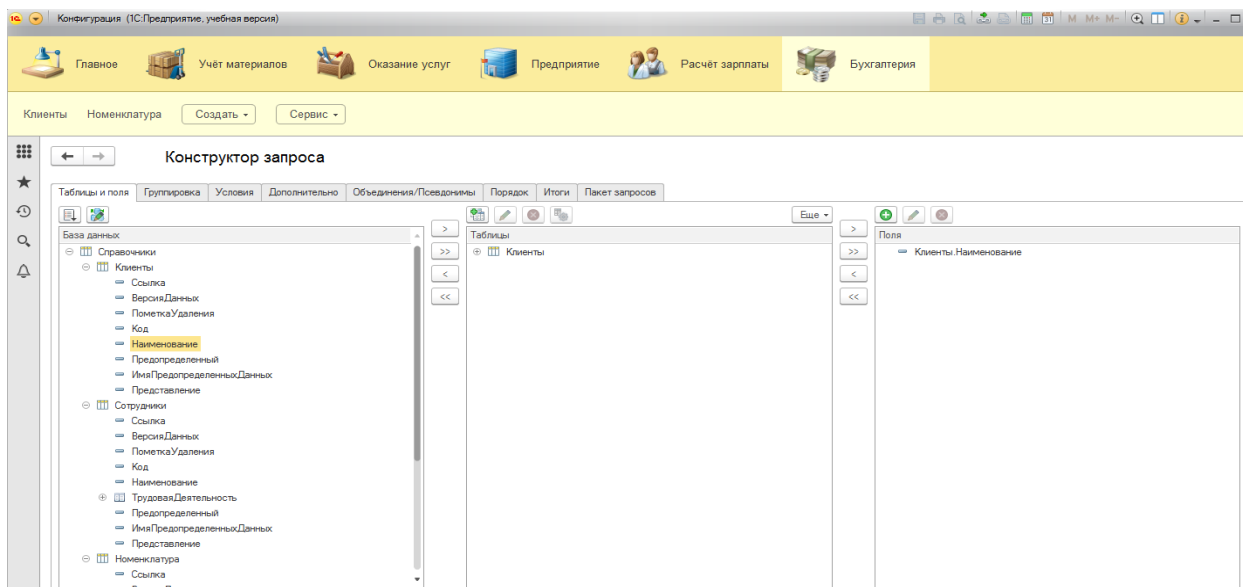 Конфигурация (1С:Предприятие, учебная версия)
M M+ M-
Главное Учёт материалов Оказание услуг Предприятие Расчёт зарплаты Бухгалтерия
Клиенты Номенклатура Создать Сервис
Конструктор запроса
Таблицы и поля Группировка Условия Дополнительно Объединения/Псевдонимы Порядок Итоги Пакет запросов
Еще
База данных
Справочники
Клиенты
Ссылка
ВерсияДанных
ПометкаУдаления
Код
Наименование
Предопределенный
ИмяПредопределенныхДанных
Представление
Сотрудники
Ссылка
ВерсияДанных
ПометкаУдаления
Код
Наименование
ТрудоваяДеятельность
Предопределенный
ИмяПредопределенныхДанных
Представление
Номенклатура
Ссылка
>
>>
<
<<
Таблицы
Клиенты
>
>>
<
<<
Поля
Клиенты.Наименование